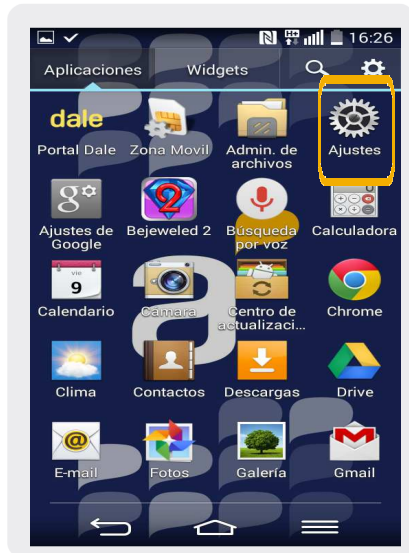 16:26
Aplicaciones Widgets
dale
Portal Dale Zona Movil Admin. de archivos Ajustes
g
Ajustes de Google Bejeweled 2 Búsqueda por voz Calculadora
2
vie
9
Calendario Cámara Centro de actualizaci... Chrome
a
Clima Contactos Descargas Drive
@
E-mail Fotos Galería Gmail